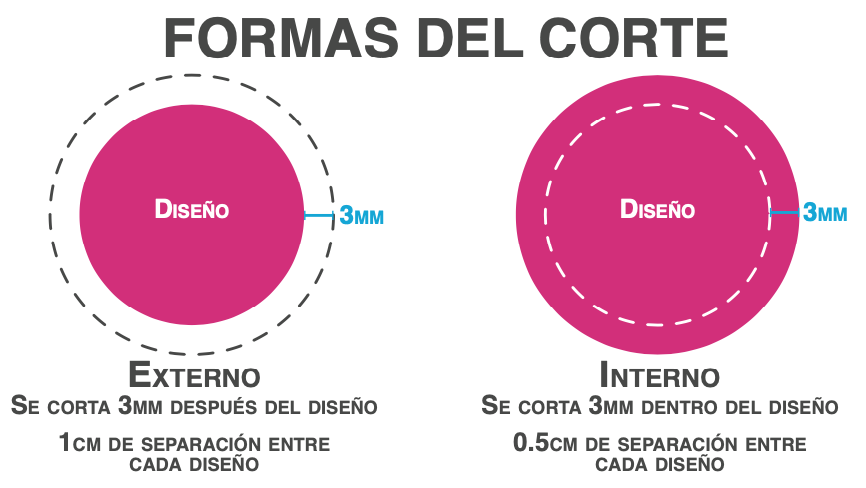 FORMAS DEL CORTE
DISEÑO
3MM
EXTERNO
SE CORTA 3MM DESPUÉS DEL DISEÑO
1CM DE SEPARACIÓN ENTRE
CADA DISEÑO
DISEÑO
3MM
INTERNO
SE CORTA 3MM DENTRO DEL DISEÑO
0.5CM DE SEPARACIÓN ENTRE
CADA DISEÑO